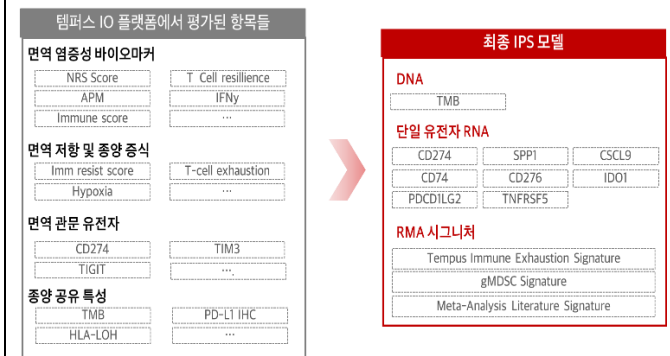 템퍼스 IO 플랫폼에서 평가된 항목들
면역 염증성 바이오마커
NRS Score
T Cell resillience
APM
IFNy
Immune score
...
면역 저항 및 종양 증식
Imm resist score
T-cell exhaustion
Hypoxia
...
면역 관문 유전자
CD274
TIM3
TIGIT
....
종양 공유 특성
TMB
PD-L1 IHC
HLA-LOH
...
최종 IPS 모델
DNA
TMB
단일 유전자 RNA
CD274
SPP1
CSCL9
CD74
CD276
IDO1
PDCD1LG2
TNFRSF5
RMA 시그니처
Tempus Immune Exhaustion Signature
gMDSC Signature
Meta-Analysis Literature Signature